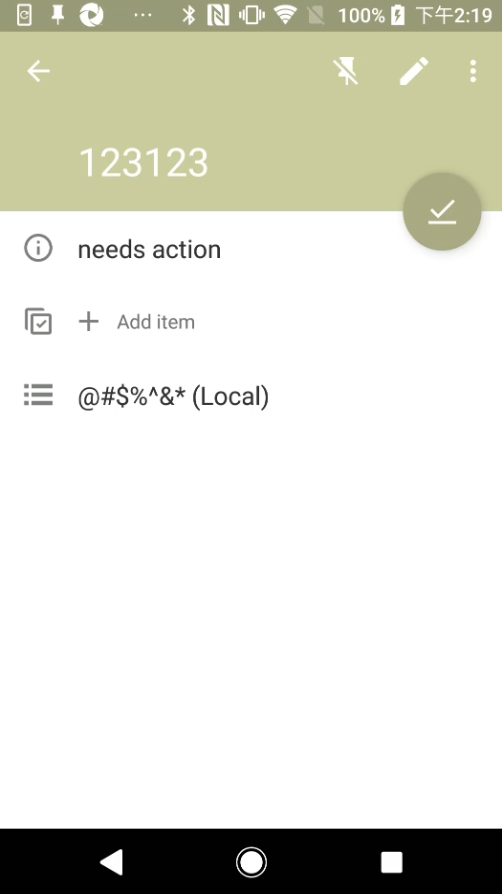 100% 下午2:19
123123
needs action
Add item
@#$%^&* (Local)